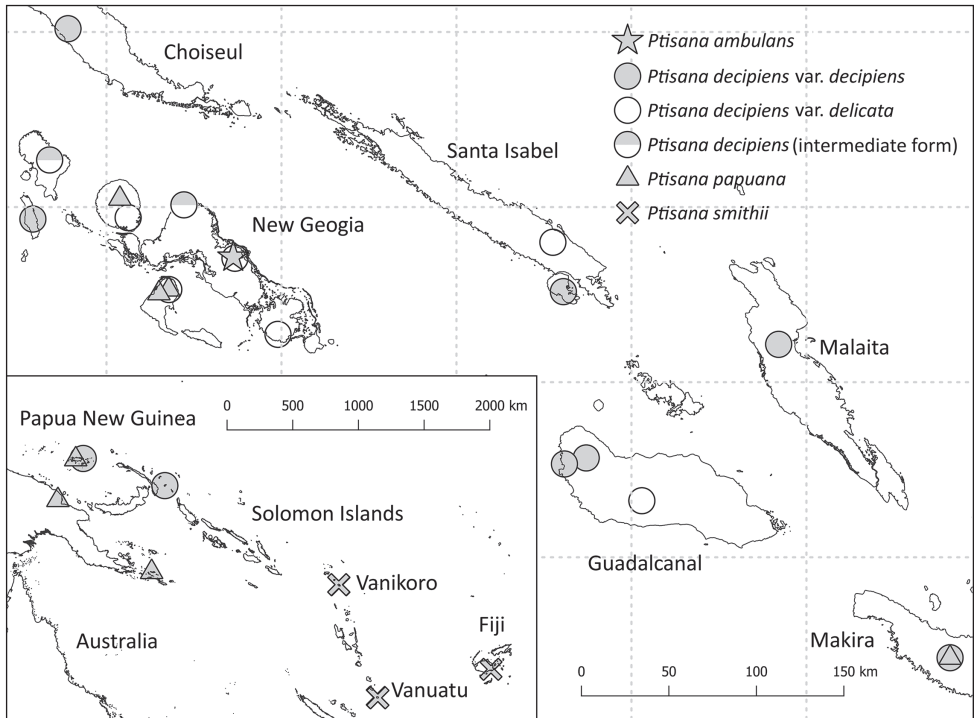 Choiseul
Ptisana ambulans
Ptisana decipiens var. decipiens
Ptisana decipiens var. delicata
Ptisana decipiens (intermediate form)
Ptisana papuana
Ptisana smithii
Santa Isabel
New Geogia
Malaita
Guadalcanal
Makira
0 50 100 150 km
Papua New Guinea
0 500 1000 1500 2000 km
Solomon Islands
Vanikoro
Fiji
Australia
Vanuatu